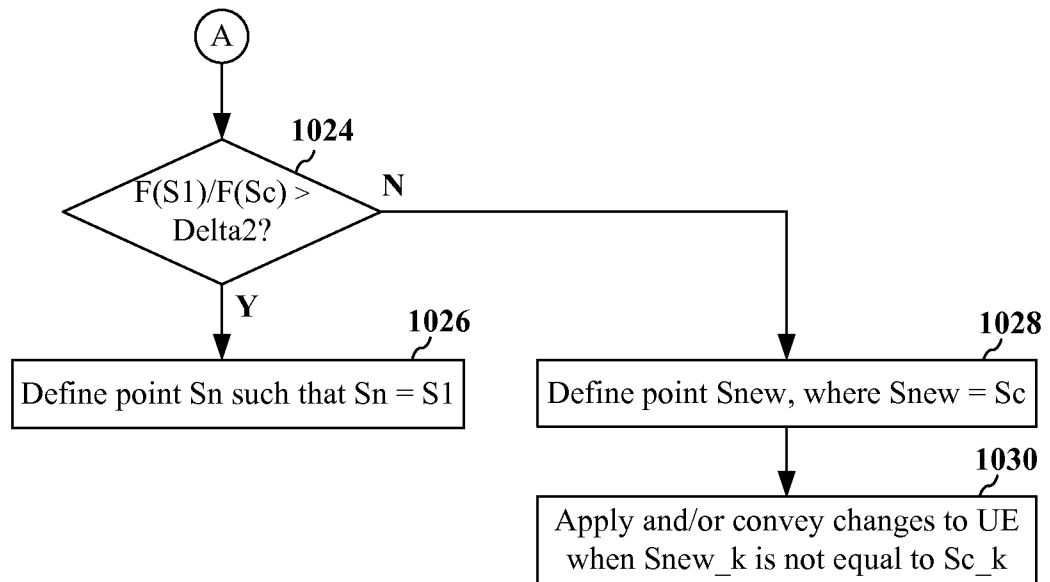 A
1024
F(S1)/F(Sc) >
Delta2?
N
Y
1026
Define point Sn such that Sn = S1
1028
Define point Snew, where Snew = Sc
1030
Apply and/or convey changes to UE
when Snew_k is not equal to Sc_k